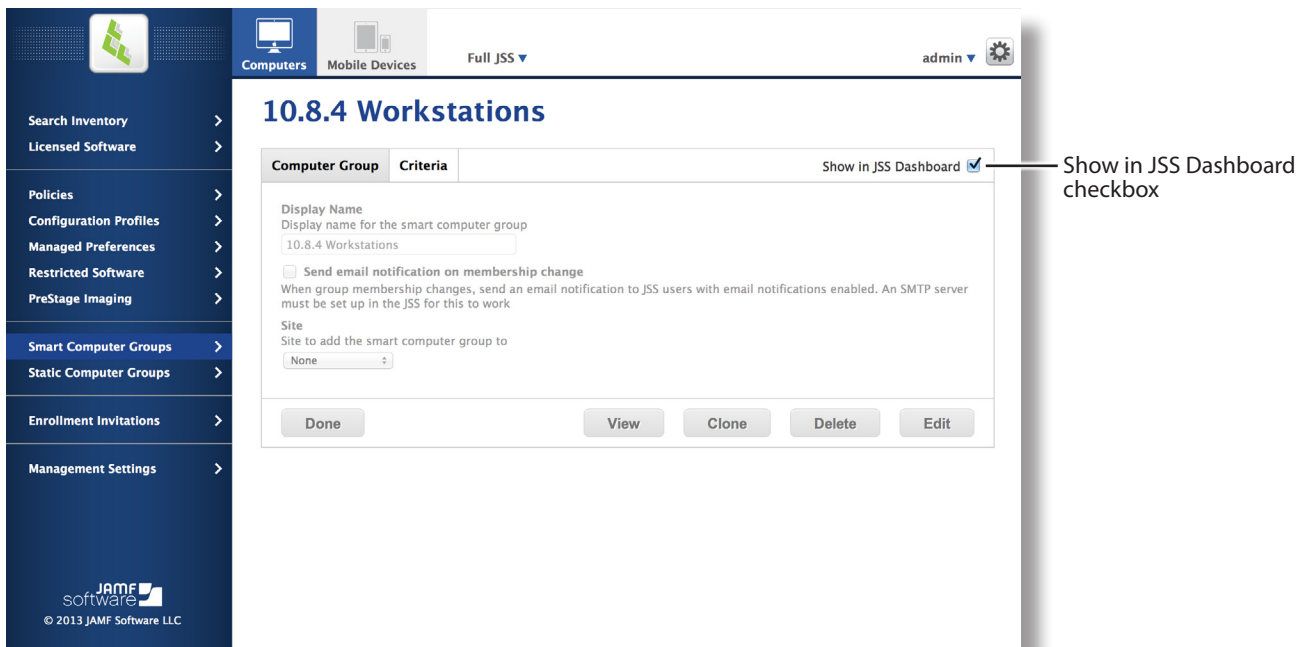 Computers
Mobile Devices
Full JSS ▼
admin ▼
Search Inventory
Licensed Software
Policies
Configuration Profiles
Managed Preferences
Restricted Software
PreStage Imaging
Smart Computer Groups
Static Computer Groups
Enrollment Invitations
Management Settings
JAMF
software
© 2013 JAMF Software LLC
10.8.4 Workstations
Computer Group
Criteria
Show in JSS Dashboard
Display Name
Display name for the smart computer group
10.8.4 Workstations
Send email notification on membership change
When group membership changes, send an email notification to JSS users with email notifications enabled. An SMTP server
must be set up in the JSS for this to work
Site
Site to add the smart computer group to
None
Done
View
Clone
Delete
Edit
Show in JSS Dashboard
checkbox